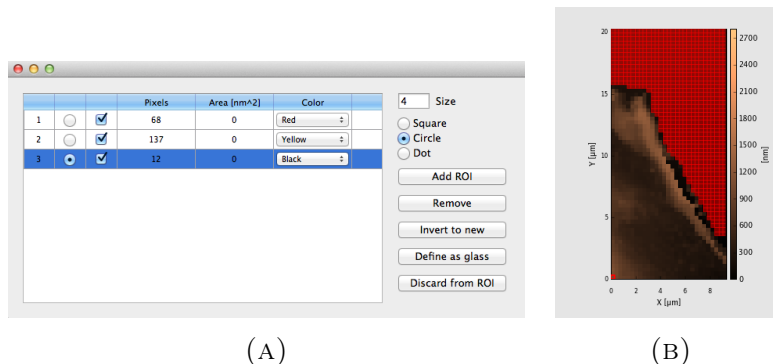 Pixels Area [nm^2] Color
1 68 0 Red
2 137 0 Yellow
3 12 0 Black
4 Size
Square
Circle
Dot
Add ROI
Remove
Invert to new
Define as glass
Discard from ROI
(A)
20
15
10
5
0
Y [µm]
0 2 4 6 8
X [µm]
2700
2400
2100
1800
1500
1200
900
600
300
0
[nm]
(B)